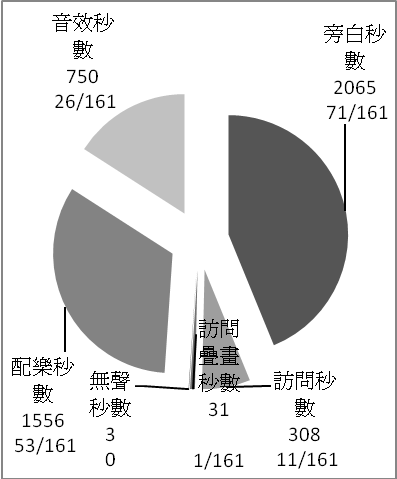 音效秒
數
750
26/161
旁白秒
數
2065
71/161
訪問
疊畫
秒數
31
1/161
配樂秒
數
1556
53/161
無聲
秒數
3
0
訪問秒
數
308
11/161